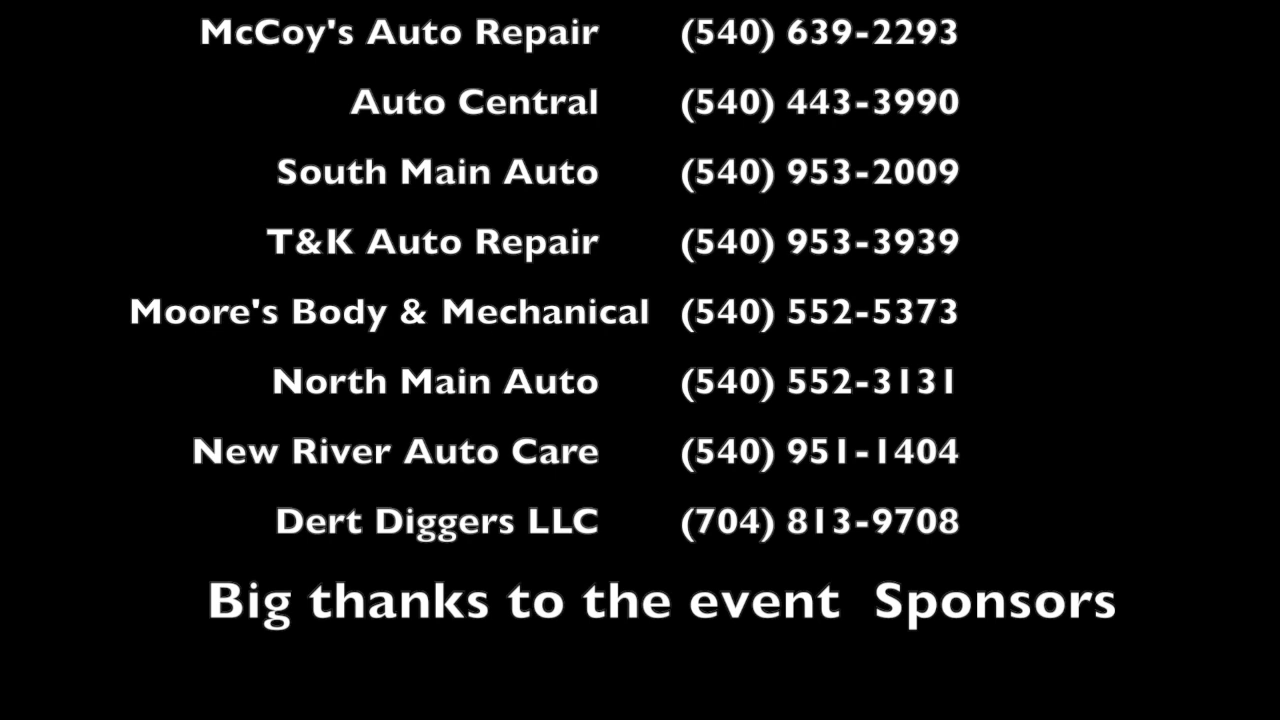 McCoy's Auto Repair (540) 639-2293
Auto Central (540) 443-3990
South Main Auto (540) 953-2009
T&K Auto Repair (540) 953-3939
Moore's Body & Mechanical (540) 552-5373
North Main Auto (540) 552-3131
New River Auto Care (540) 951-1404
Dert Diggers LLC (704) 813-9708
Big thanks to the event  Sponsors